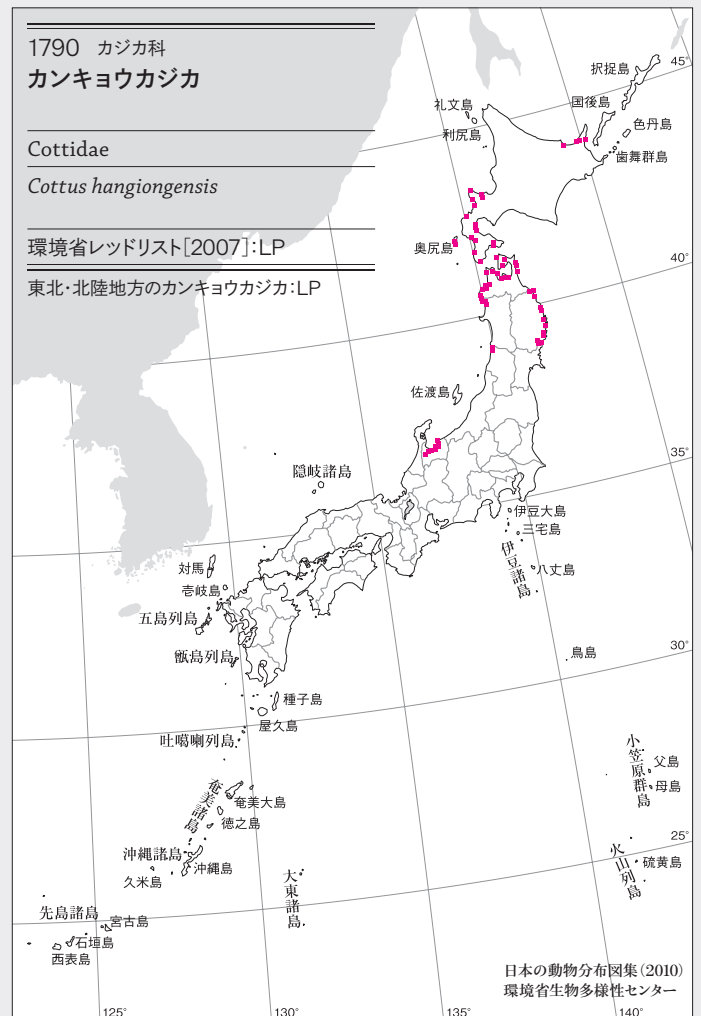 1790 カジカ科
カンキョウカジカ
Cottidae
Cottus hangiongensis
環境省レッドリスト[2007]:LP
東北・北陸地方のカンキョウカジカ:LP
45°
択捉島
礼文島
国後島
利尻島
色丹島
歯舞群島
奥尻島
40°
佐渡島
35°
隠岐諸島
伊豆大島
三宅島
伊豆諸島
八丈島
対馬
壱岐島
五島列島
甑島列島
鳥島
30°
種子島
屋久島
吐噶喇列島
小笠原群島
父島
母島
奄美諸島
奄美大島
徳之島
沖縄諸島
沖縄島
久米島
25°
火山列島
硫黄島
大東諸島
先島諸島
宮古島
石垣島
西表島
日本の動物分布図集(2010)
環境省生物多様性センター
125°
130°
135°
140°